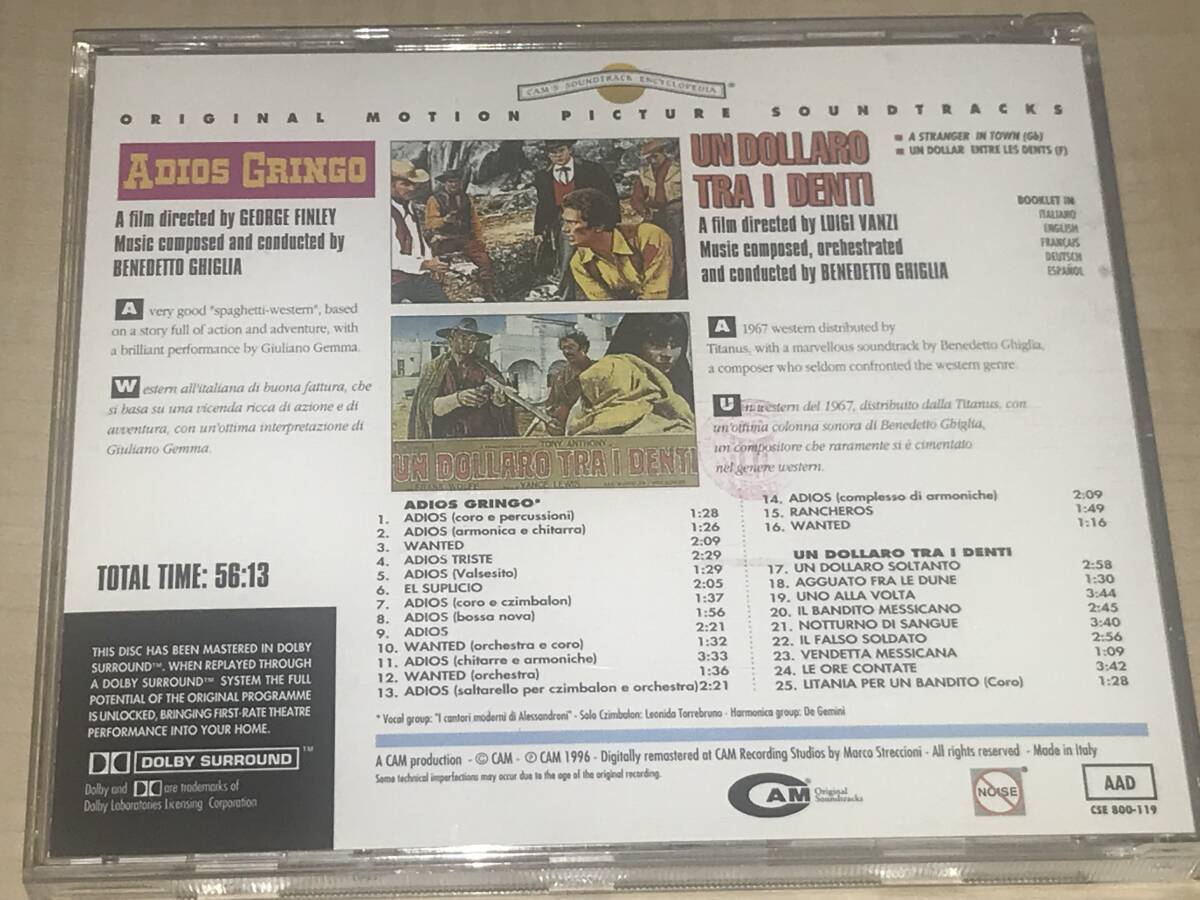 CAM'S SOUNDTRACK ENCYCLOPEDIA
ORIGINAL MOTION PICTURE SOUNDTRACKS
ADIOS GRINGO
A film directed by GEORGE FINLEY
Music composed and conducted by
BENEDETTO GHIGLIA
A very good "spaghetti-western", based
on a story full of action and adventure, with
a brilliant performance by Giuliano Gemma.
Western all'italiana di buona fattura, che
si basa su una vicenda ricca di azione e di
avventura, con un'ottima interpretazione di
Giuliano Gemma.
UN DOLLARO
TRA I DENTI
A STRANGER IN TOWN (Gb)
UN DOLLAR ENTRE LES DENTS (F)
A film directed by LUIGI VANZI
Music composed, orchestrated
and conducted by BENEDETTO GHIGLIA
BOOKLET IN
ITALIANO
ENGLISH
FRANÇAIS
DEUTSCH
ESPAÑOL
A 1967 western distributed by
Titanus, with a marvellous soundtrack by Benedetto Ghiglia,
a composer who seldom confronted the western genre.
Un western del 1967, distribuito dalla Titanus, con
un'ottima colonna sonora di Benedetto Ghiglia,
un compositore che raramente si è cimentato
nel genere western.
TONY ANTHONY
UN DOLLARO TRA I DENTI
FRANK WOLFF
VANCE LEWIS
TOTAL TIME: 56:13
ADIOS GRINGO*
1. ADIOS (coro e percussioni) 1:28
2. ADIOS (armonica e chitarra) 1:26
3. WANTED 2:09
4. ADIOS TRISTE 2:29
5. ADIOS (Valsesito) 1:29
6. EL SUPLICIO 2:05
7. ADIOS (coro e czimbalon) 1:37
8. ADIOS (bossa nova) 1:56
9. ADIOS 2:21
10. WANTED (orchestra e coro) 1:32
11. ADIOS (chitarre e armoniche) 3:33
12. WANTED (orchestra) 1:36
13. ADIOS (saltarello per czimbalon e orchestra) 2:21
14. ADIOS (complesso di armoniche) 2:09
15. RANCHEROS 1:49
16. WANTED 1:16
UN DOLLARO TRA I DENTI
17. UN DOLLARO SOLTANTO 2:58
18. AGGUATO FRA LE DUNE 1:30
19. UNO ALLA VOLTA 3:44
20. IL BANDITO MESSICANO 2:45
21. NOTTURNO DI SANGUE 3:40
22. IL FALSO SOLDATO 2:56
23. VENDETTA MESSICANA 1:09
24. LE ORE CONTATE 3:42
25. LITANIA PER UN BANDITO (Coro) 1:28
* Vocal group: "I cantori moderni di Alessandroni" - Solo Czimbalon: Leonida Torrebruno - Harmonica group: De Gemini
THIS DISC HAS BEEN MASTERED IN DOLBY
SURROUND™. WHEN REPLAYED THROUGH
A DOLBY SURROUND™ SYSTEM THE FULL
POTENTIAL OF THE ORIGINAL PROGRAMME
IS UNLOCKED, BRINGING FIRST-RATE THEATRE
PERFORMANCE INTO YOUR HOME.
DOLBY SURROUND™
Dolby and are trademarks of
Dolby Laboratories Licensing Corporation
A CAM production - © CAM - ℗ CAM 1996 - Digitally remastered at CAM Recording Studios by Marco Streccioni - All rights reserved - Made in Italy
Some technical imperfections may occur due to the age of the original recording.
CAM® Original
Soundtracks
NOISE®
AAD
CSE 800-119